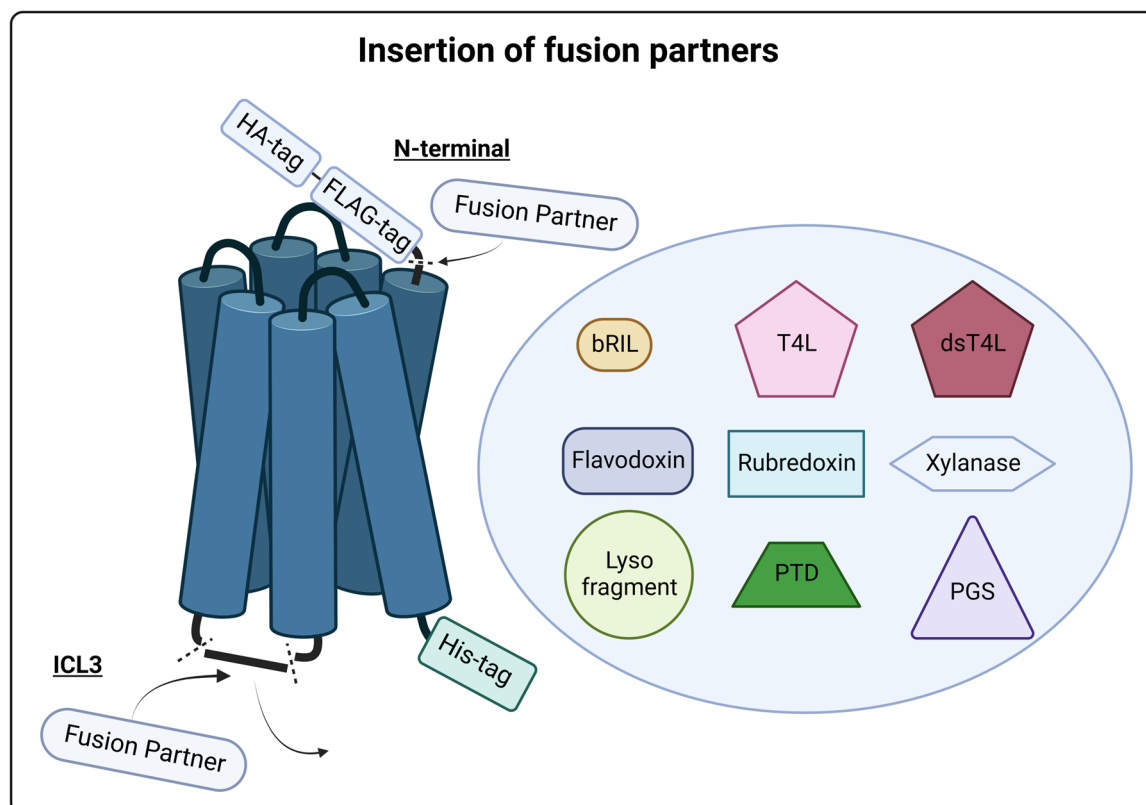 Insertion of fusion partners
HA-tag
N-terminal
FLAG-tag
Fusion Partner
bRIL
T4L
dsT4L
Flavodoxin
Rubredoxin
Xylanase
Lyso
fragment
PTD
PGS
His-tag
ICL3
Fusion Partner